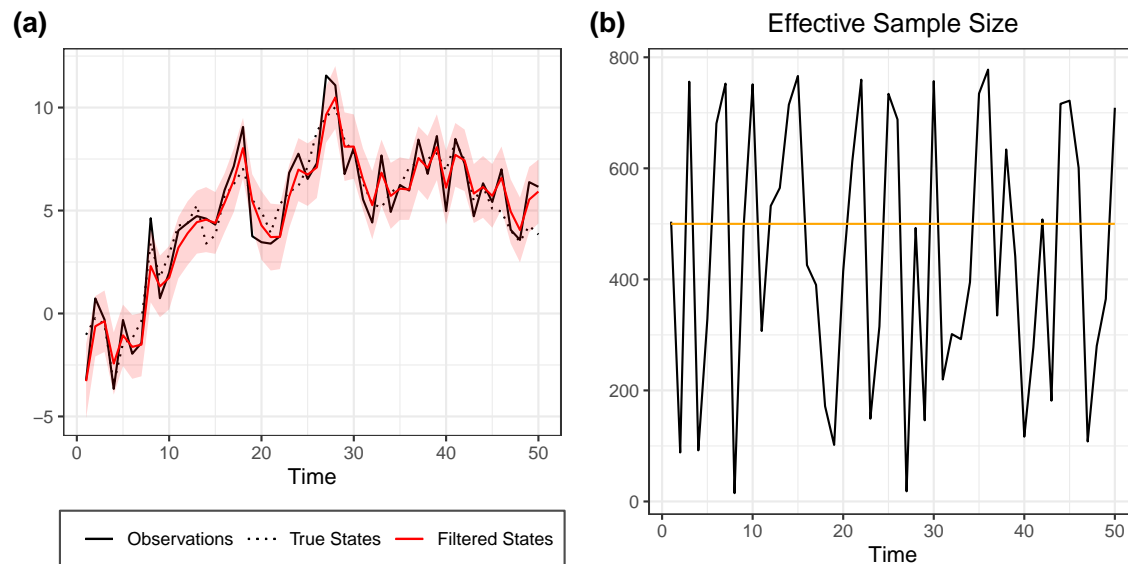 (a)
10
5
0
−5
0 10 20 30 40 50
Time
Observations True States Filtered States
(b) Effective Sample Size
800
600
400
200
0
0 10 20 30 40 50
Time